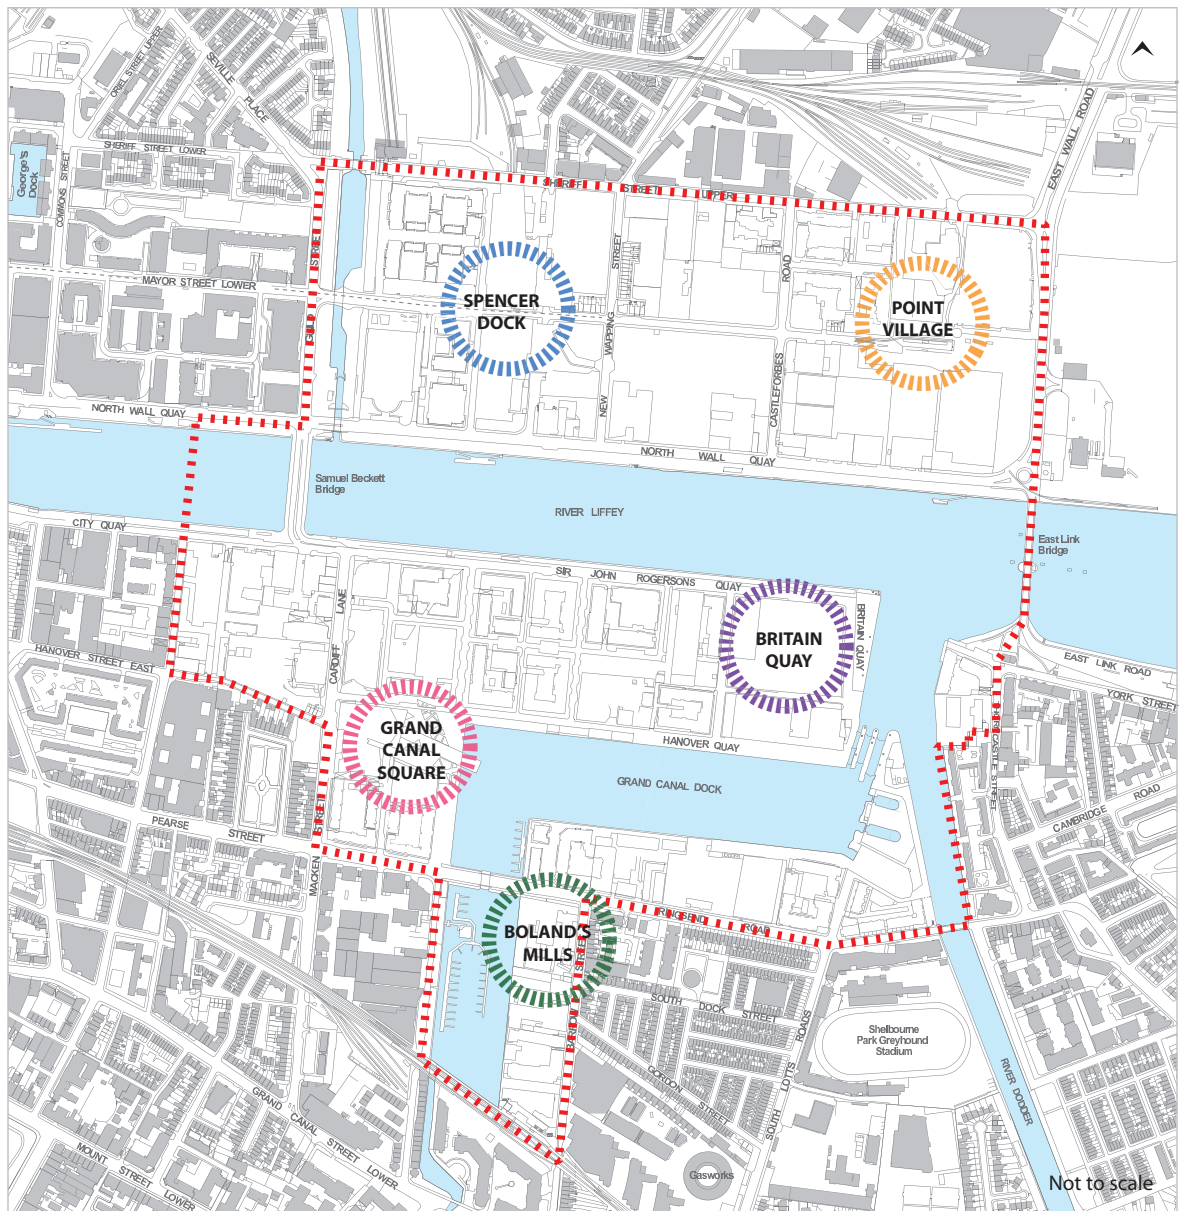 ORIEL STREET UPPER
SEVILLE
PLACE
EAST WALL ROAD
SHERIFF STREET LOWER
George's
Dock
COMMONS STREET
SHERIFF STREET UPPER
STREET
ROAD
MAYOR STREET LOWER
SPENCER
DOCK
POINT
VILLAGE
GUILD
STREET
WAPPING
NEW
CASTLEFORBES
NORTH WALL QUAY
NORTH WALL QUAY
Samuel Beckett
Bridge
RIVER LIFFEY
CITY QUAY
East Link
Bridge
SIR JOHN ROGERSONS QUAY
LANE
CARDIFF
BRITAIN QUAY
BRITAIN
QUAY
HANOVER STREET EAST
EAST LINK ROAD
YORK STREET
THORNCASTLE STREET
GRAND
CANAL
SQUARE
HANOVER QUAY
GRAND CANAL DOCK
CAMBRIDGE ROAD
PEARSE STREET
STREET
MACKEN
RINGSEND ROAD
BOLAND'S
MILLS
STREET
BARROW
SOUTH DOCK STREET
GORDON STREET
ROADS
LOTTS
SOUTH
Shelbourne
Park Greyhound
Stadium
RIVER DODDER
GRAND CANAL STREET LOWER
MOUNT STREET LOWER
Gasworks
Not to scale